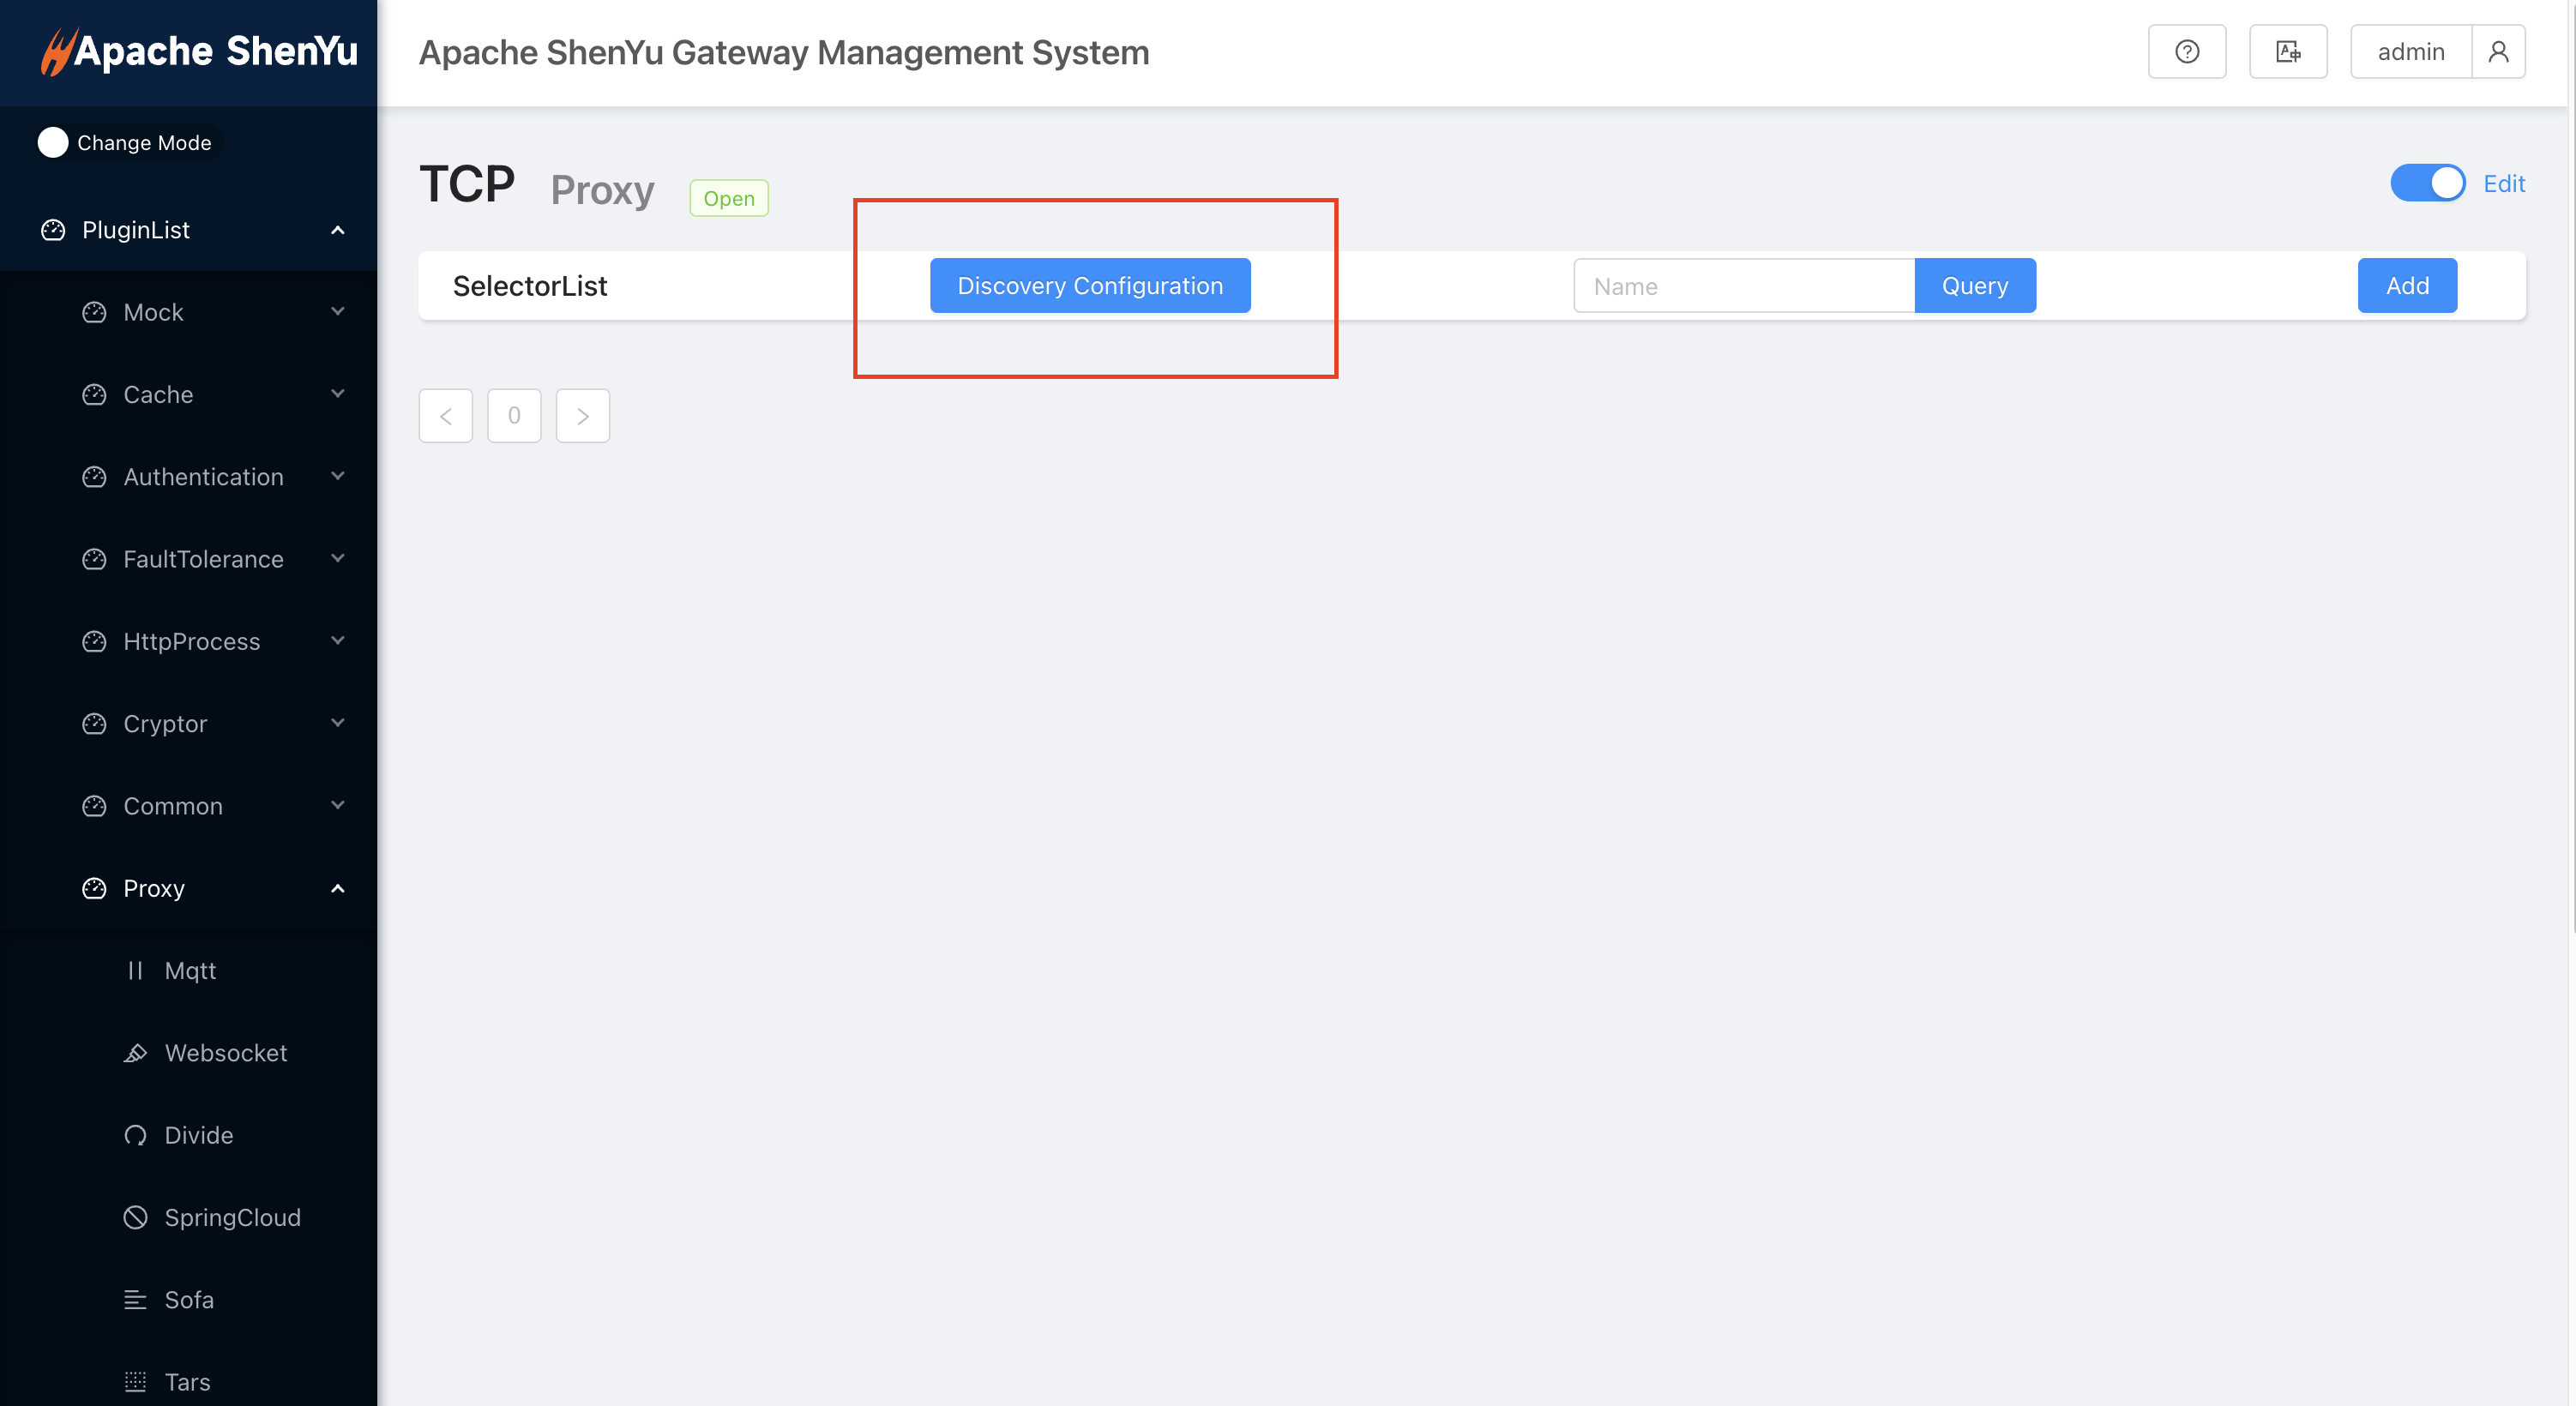 Apache ShenYu
Apache ShenYu Gateway Management System
admin
Change Mode
TCP Proxy Open
Edit
PluginList
SelectorList
Discovery Configuration
Name
Query
Add
Mock
Cache
0
Authentication
FaultTolerance
HttpProcess
Cryptor
Common
Proxy
Mqtt
Websocket
Divide
SpringCloud
Sofa
Tars